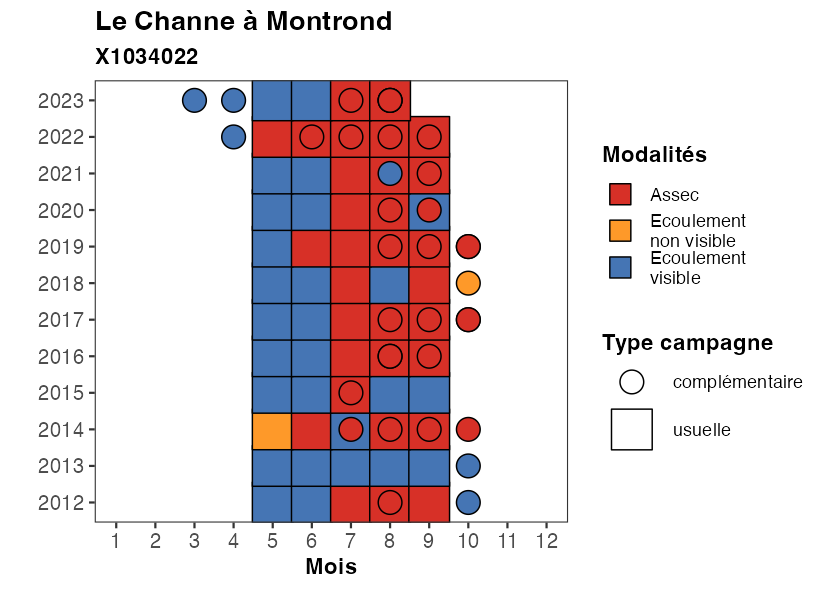 Le Channe à Montrond
X1034022
2023
2022
2021
2020
2019
2018
2017
2016
2015
2014
2013
2012
1 2 3 4 5 6 7 8 9 10 11 12
Mois
Modalités
Assec
Ecoulement
non visible
Ecoulement
visible
Type campagne
complémentaire
usuelle